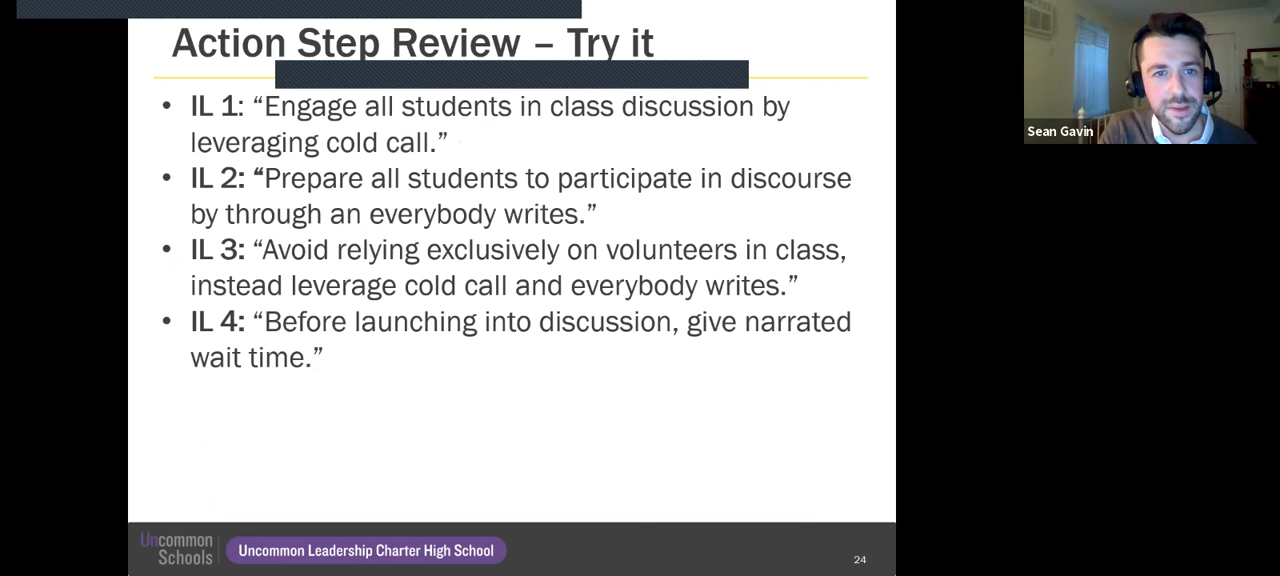 Action Step Review – Try it
Sean Gavin
• IL 1: “Engage all students in class discussion by
leveraging cold call.”
• IL 2: “Prepare all students to participate in discourse
by through an everybody writes.”
• IL 3: “Avoid relying exclusively on volunteers in class,
instead leverage cold call and everybody writes.”
• IL 4: “Before launching into discussion, give narrated
wait time.”
Uncommon
Schools
Uncommon Leadership Charter High School
24